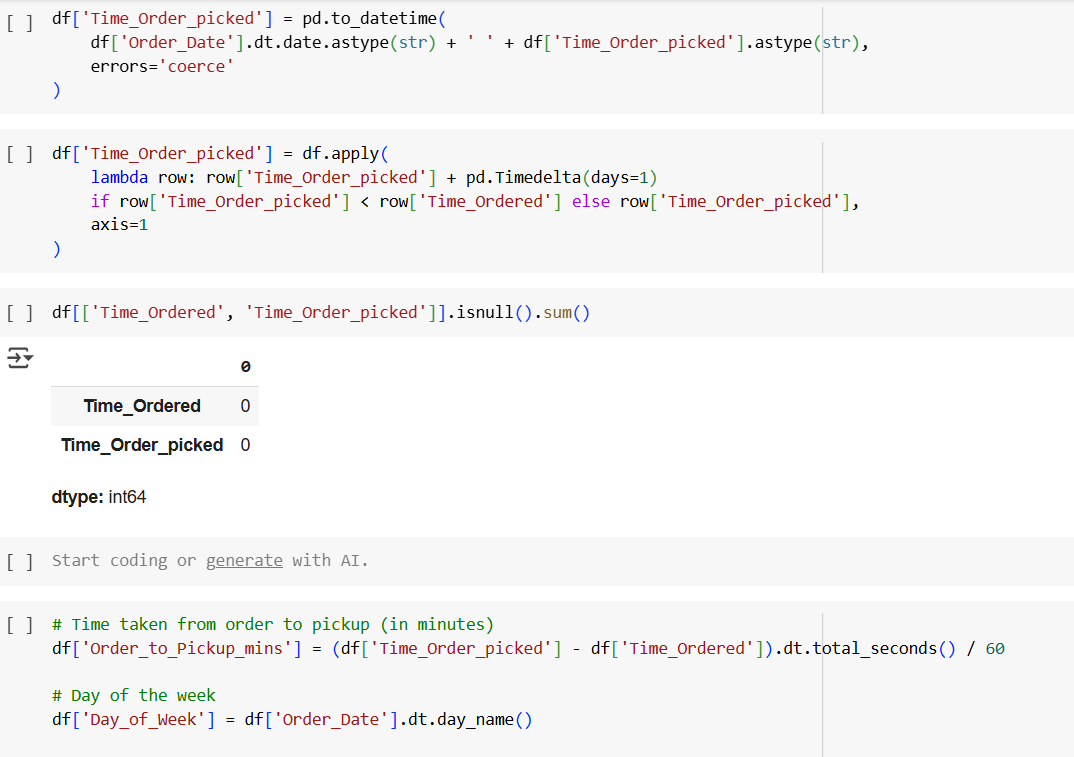 [ ] df['Time_Order_picked'] = pd.to_datetime(
df['Order_Date'].dt.date.astype(str) + ' ' + df['Time_Order_picked'].astype(str),
errors='coerce'
)
[ ] df['Time_Order_picked'] = df.apply(
lambda row: row['Time_Order_picked'] + pd.Timedelta(days=1)
if row['Time_Order_picked'] < row['Time_Ordered'] else row['Time_Order_picked'],
axis=1
)
[ ] df[['Time_Ordered', 'Time_Order_picked']].isnull().sum()
0
Time_Ordered 0
Time_Order_picked 0
dtype: int64
[ ] Start coding or generate with AI.
[ ] # Time taken from order to pickup (in minutes)
df['Order_to_Pickup_mins'] = (df['Time_Order_picked'] - df['Time_Ordered']).dt.total_seconds() / 60
# Day of the week
df['Day_of_Week'] = df['Order_Date'].dt.day_name()